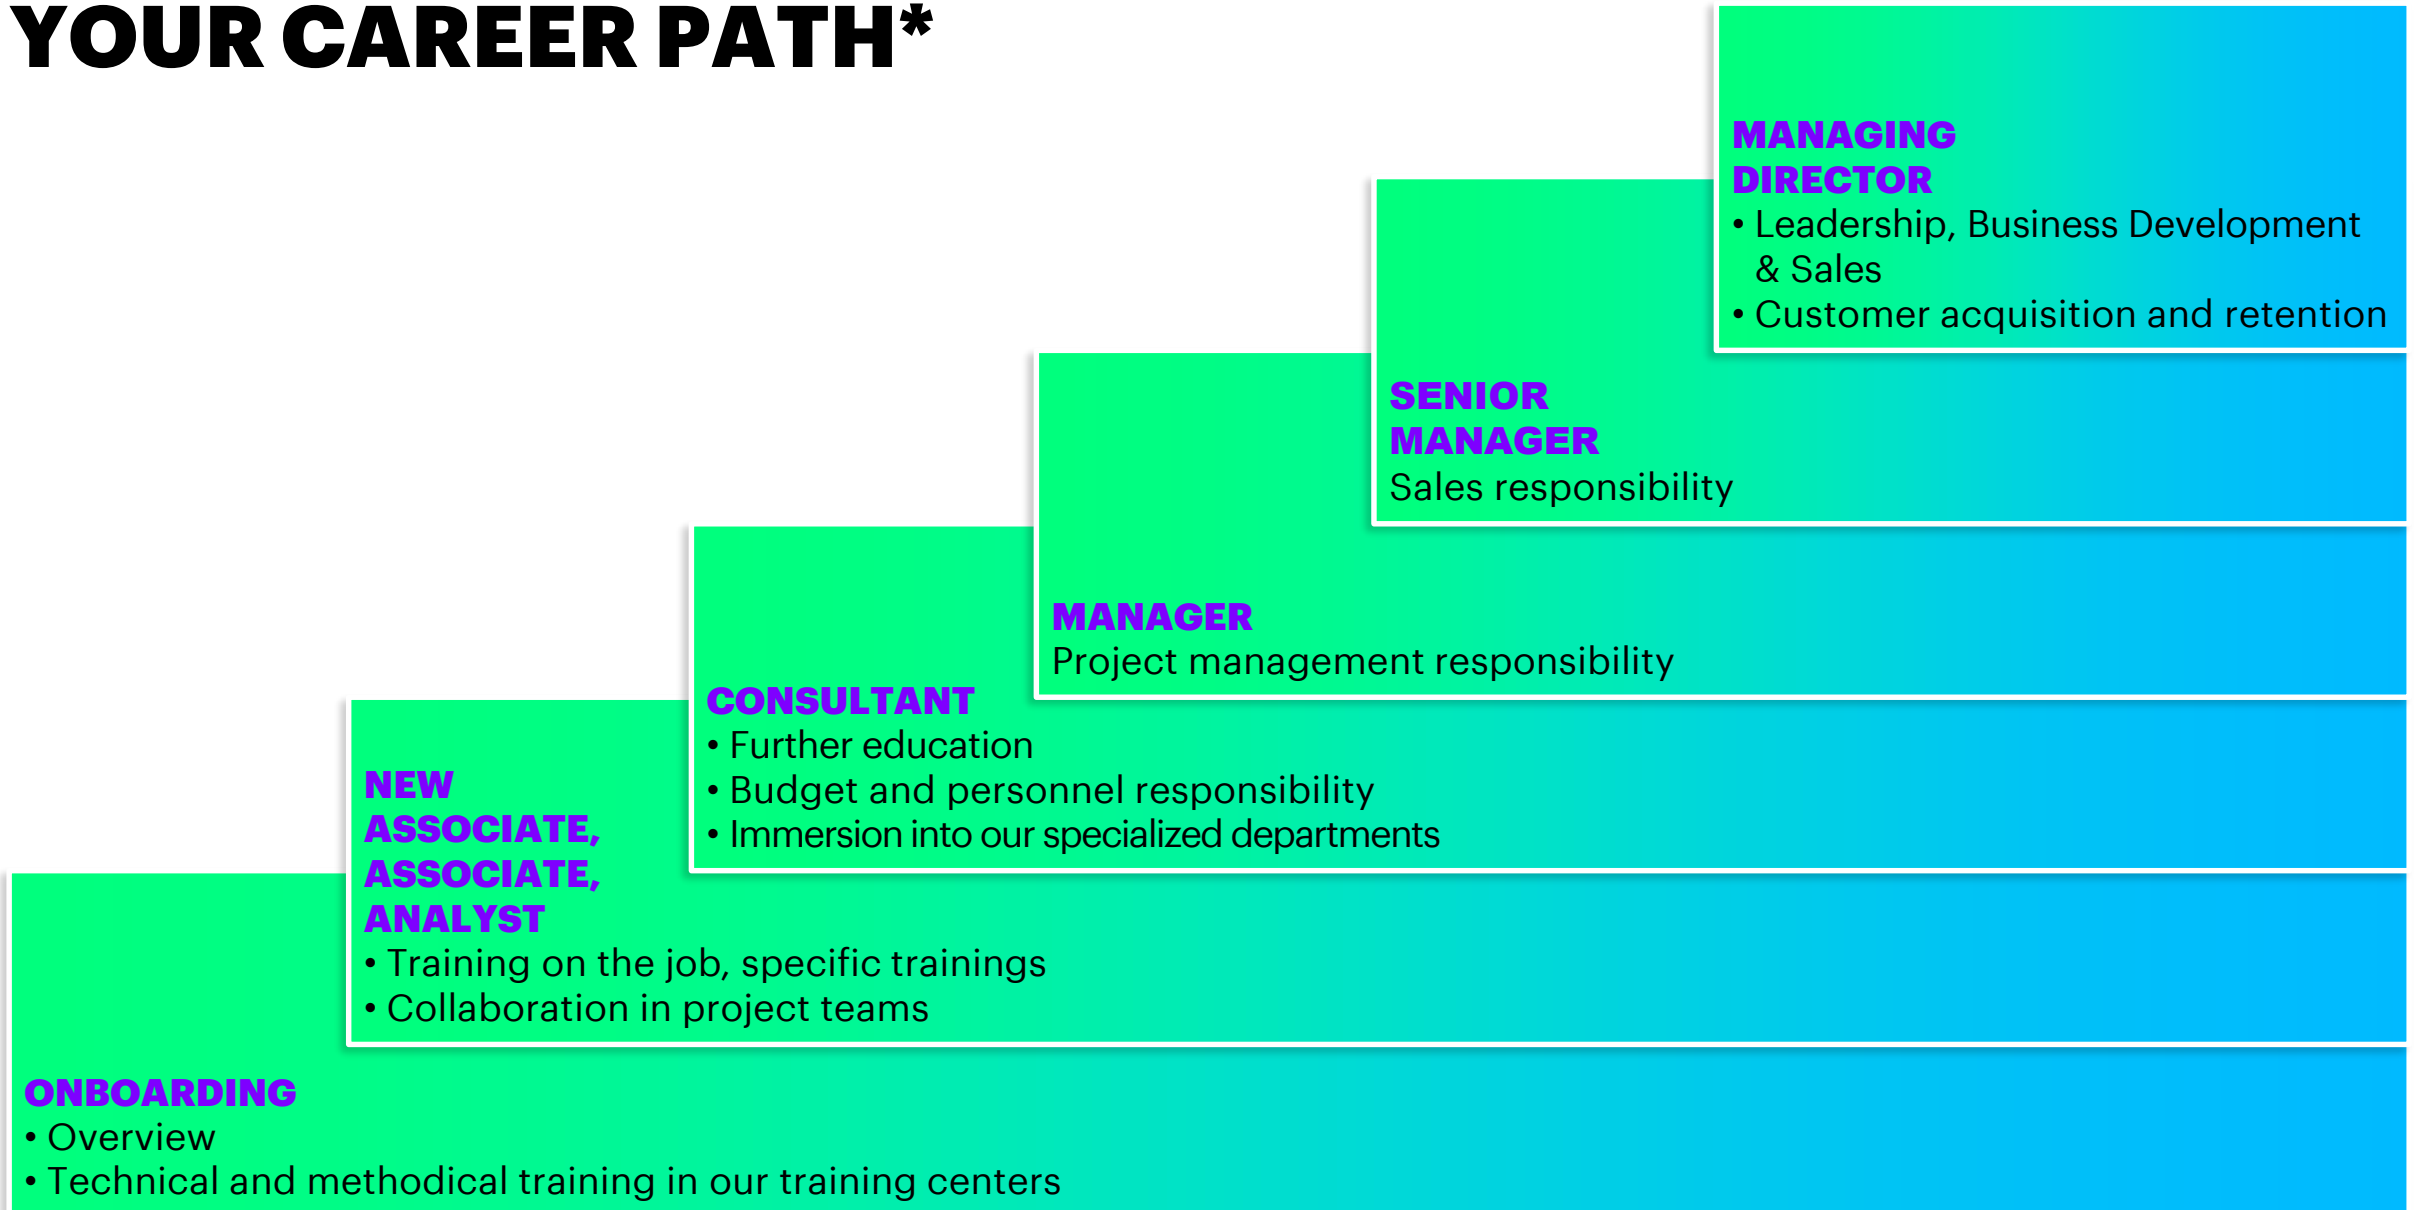 YOUR CAREER PATH*
MANAGING
DIRECTOR
• Leadership, Business Development
& Sales
• Customer acquisition and retention
SENIOR
MANAGER
Sales responsibility
MANAGER
Project management responsibility
CONSULTANT
• Further education
• Budget and personnel responsibility
• Immersion into our specialized departments
NEW
ASSOCIATE,
ASSOCIATE,
ANALYST
• Training on the job, specific trainings
• Collaboration in project teams
ONBOARDING
• Overview
• Technical and methodical training in our training centers